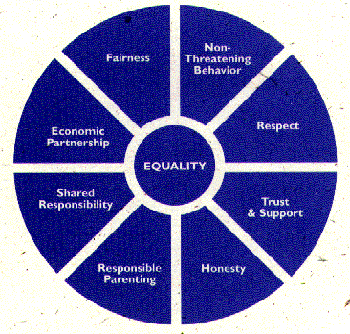 Non-
Threatening
Behavior
Respect
Trust
& Support
Honesty
Responsible
Parenting
Shared
Responsibility
Economic
Partnership
Fairness
EQUALITY